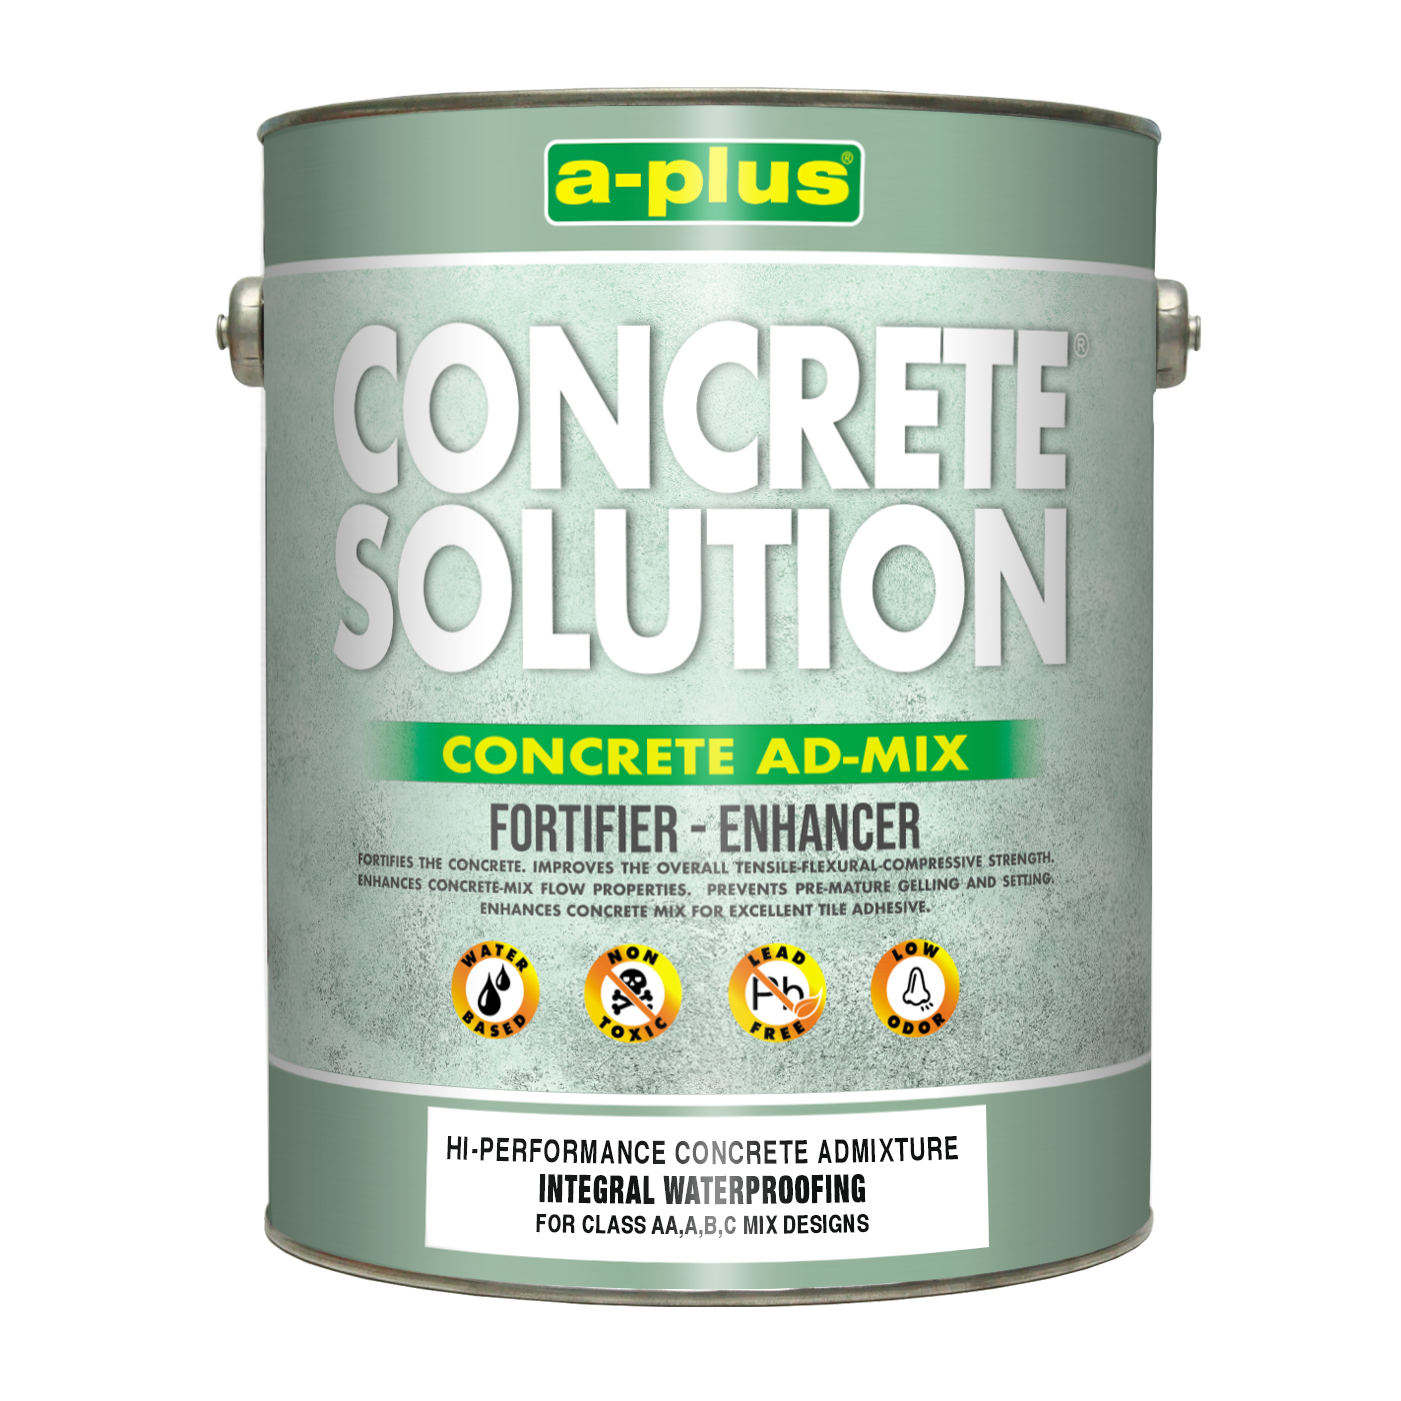 a-plus®
CONCRETE®
SOLUTION
CONCRETE AD-MIX
FORTIFIER - ENHANCER
FORTIFIES THE CONCRETE. IMPROVES THE OVERALL TENSILE-FLEXURAL-COMPRESSIVE STRENGTH.
ENHANCES CONCRETE-MIX FLOW PROPERTIES. PREVENTS PRE-MATURE GELLING AND SETTING.
ENHANCES CONCRETE MIX FOR EXCELLENT TILE ADHESIVE.
WATER
BASED
NON
TOXIC
LEAD
Pb
FREE
LOW
ODOR
HI-PERFORMANCE CONCRETE ADMIXTURE
INTEGRAL WATERPROOFING
FOR CLASS AA,A,B,C MIX DESIGNS